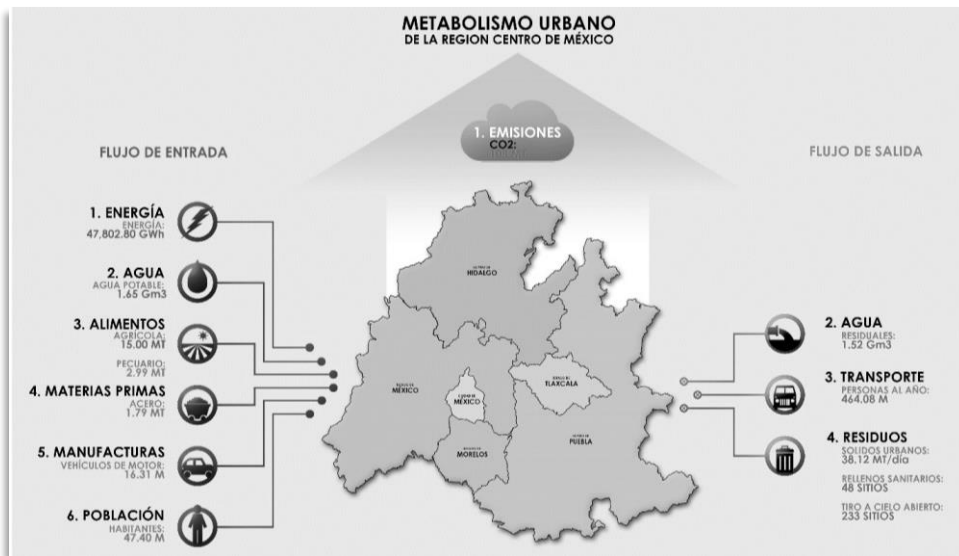 METABOLISMO URBANO
DE LA REGION CENTRO DE MÉXICO
1. EMISIONES
CO2:
FLUJO DE ENTRADA
1. ENERGÍA
ENERGÍA:
47,802.80 GWh
2. AGUA
AGUA POTABLE:
1.65 Gm3
3. ALIMENTOS
AGRÍCOLA:
15.00 MT
PECUARIO:
2.99 MT
4. MATERIAS PRIMAS
ACERO:
1.79 MT
5. MANUFACTURAS
VEHÍCULOS DE MOTOR:
16.31 M
6. POBLACIÓN
HABITANTES:
47.40 M
HIDALGO
MÉXICO
MÉXICO
TLAXCALA
MORELOS
PUEBLA
FLUJO DE SALIDA
2. AGUA
RESIDUALES:
1.52 Gm3
3. TRANSPORTE
PERSONAS AL AÑO:
464.08 M
4. RESIDUOS
SOLIDOS URBANOS:
38.12 MT/día
RELLENOS SANITARIOS:
48 SITIOS
TIRO A CIELO ABIERTO:
233 SITIOS